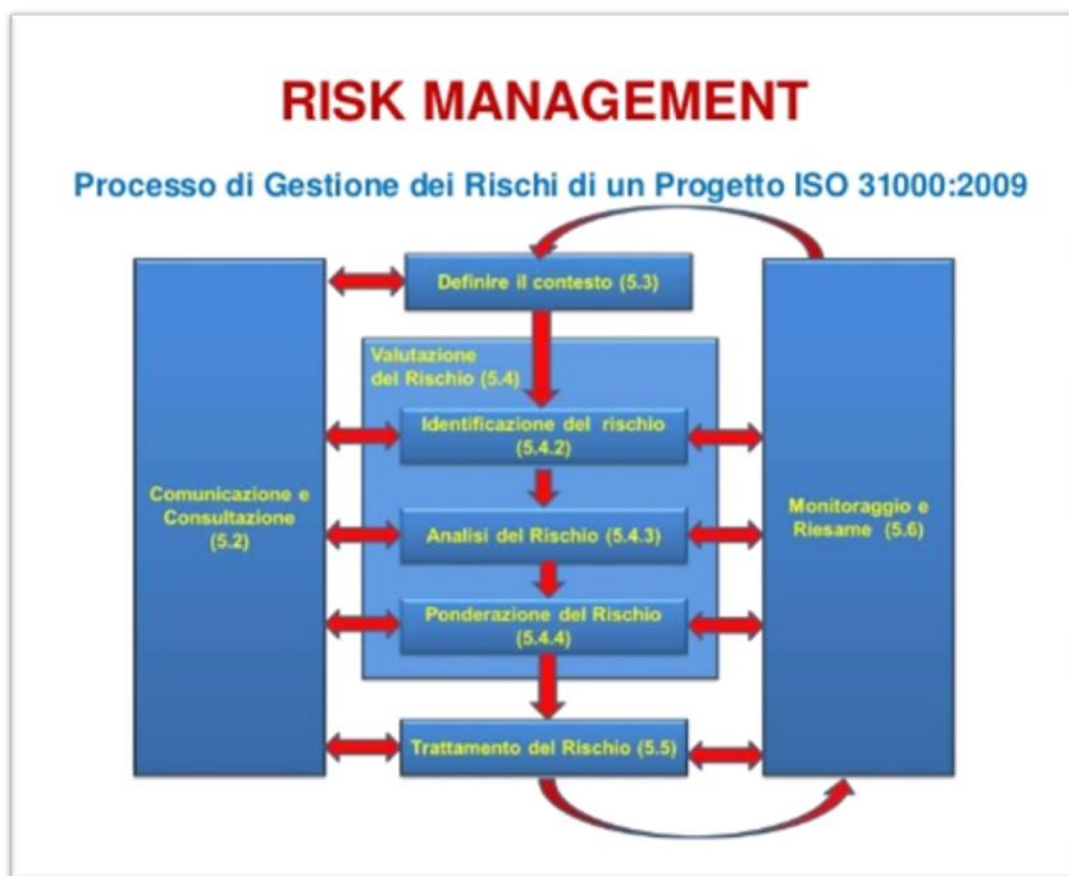 RISK MANAGEMENT
Processo di Gestione dei Rischi di un Progetto ISO 31000:2009
Definire il contesto (5.3)
Valutazione
del Rischio (5.4)
Identificazione del rischio
(5.4.2)
Comunicazione e
Consultazione
(5.2)
Analisi del Rischio (5.4.3)
Monitoraggio e
Riesame (5.6)
Ponderazione del Rischio
(5.4.4)
Trattamento del Rischio (5.5)